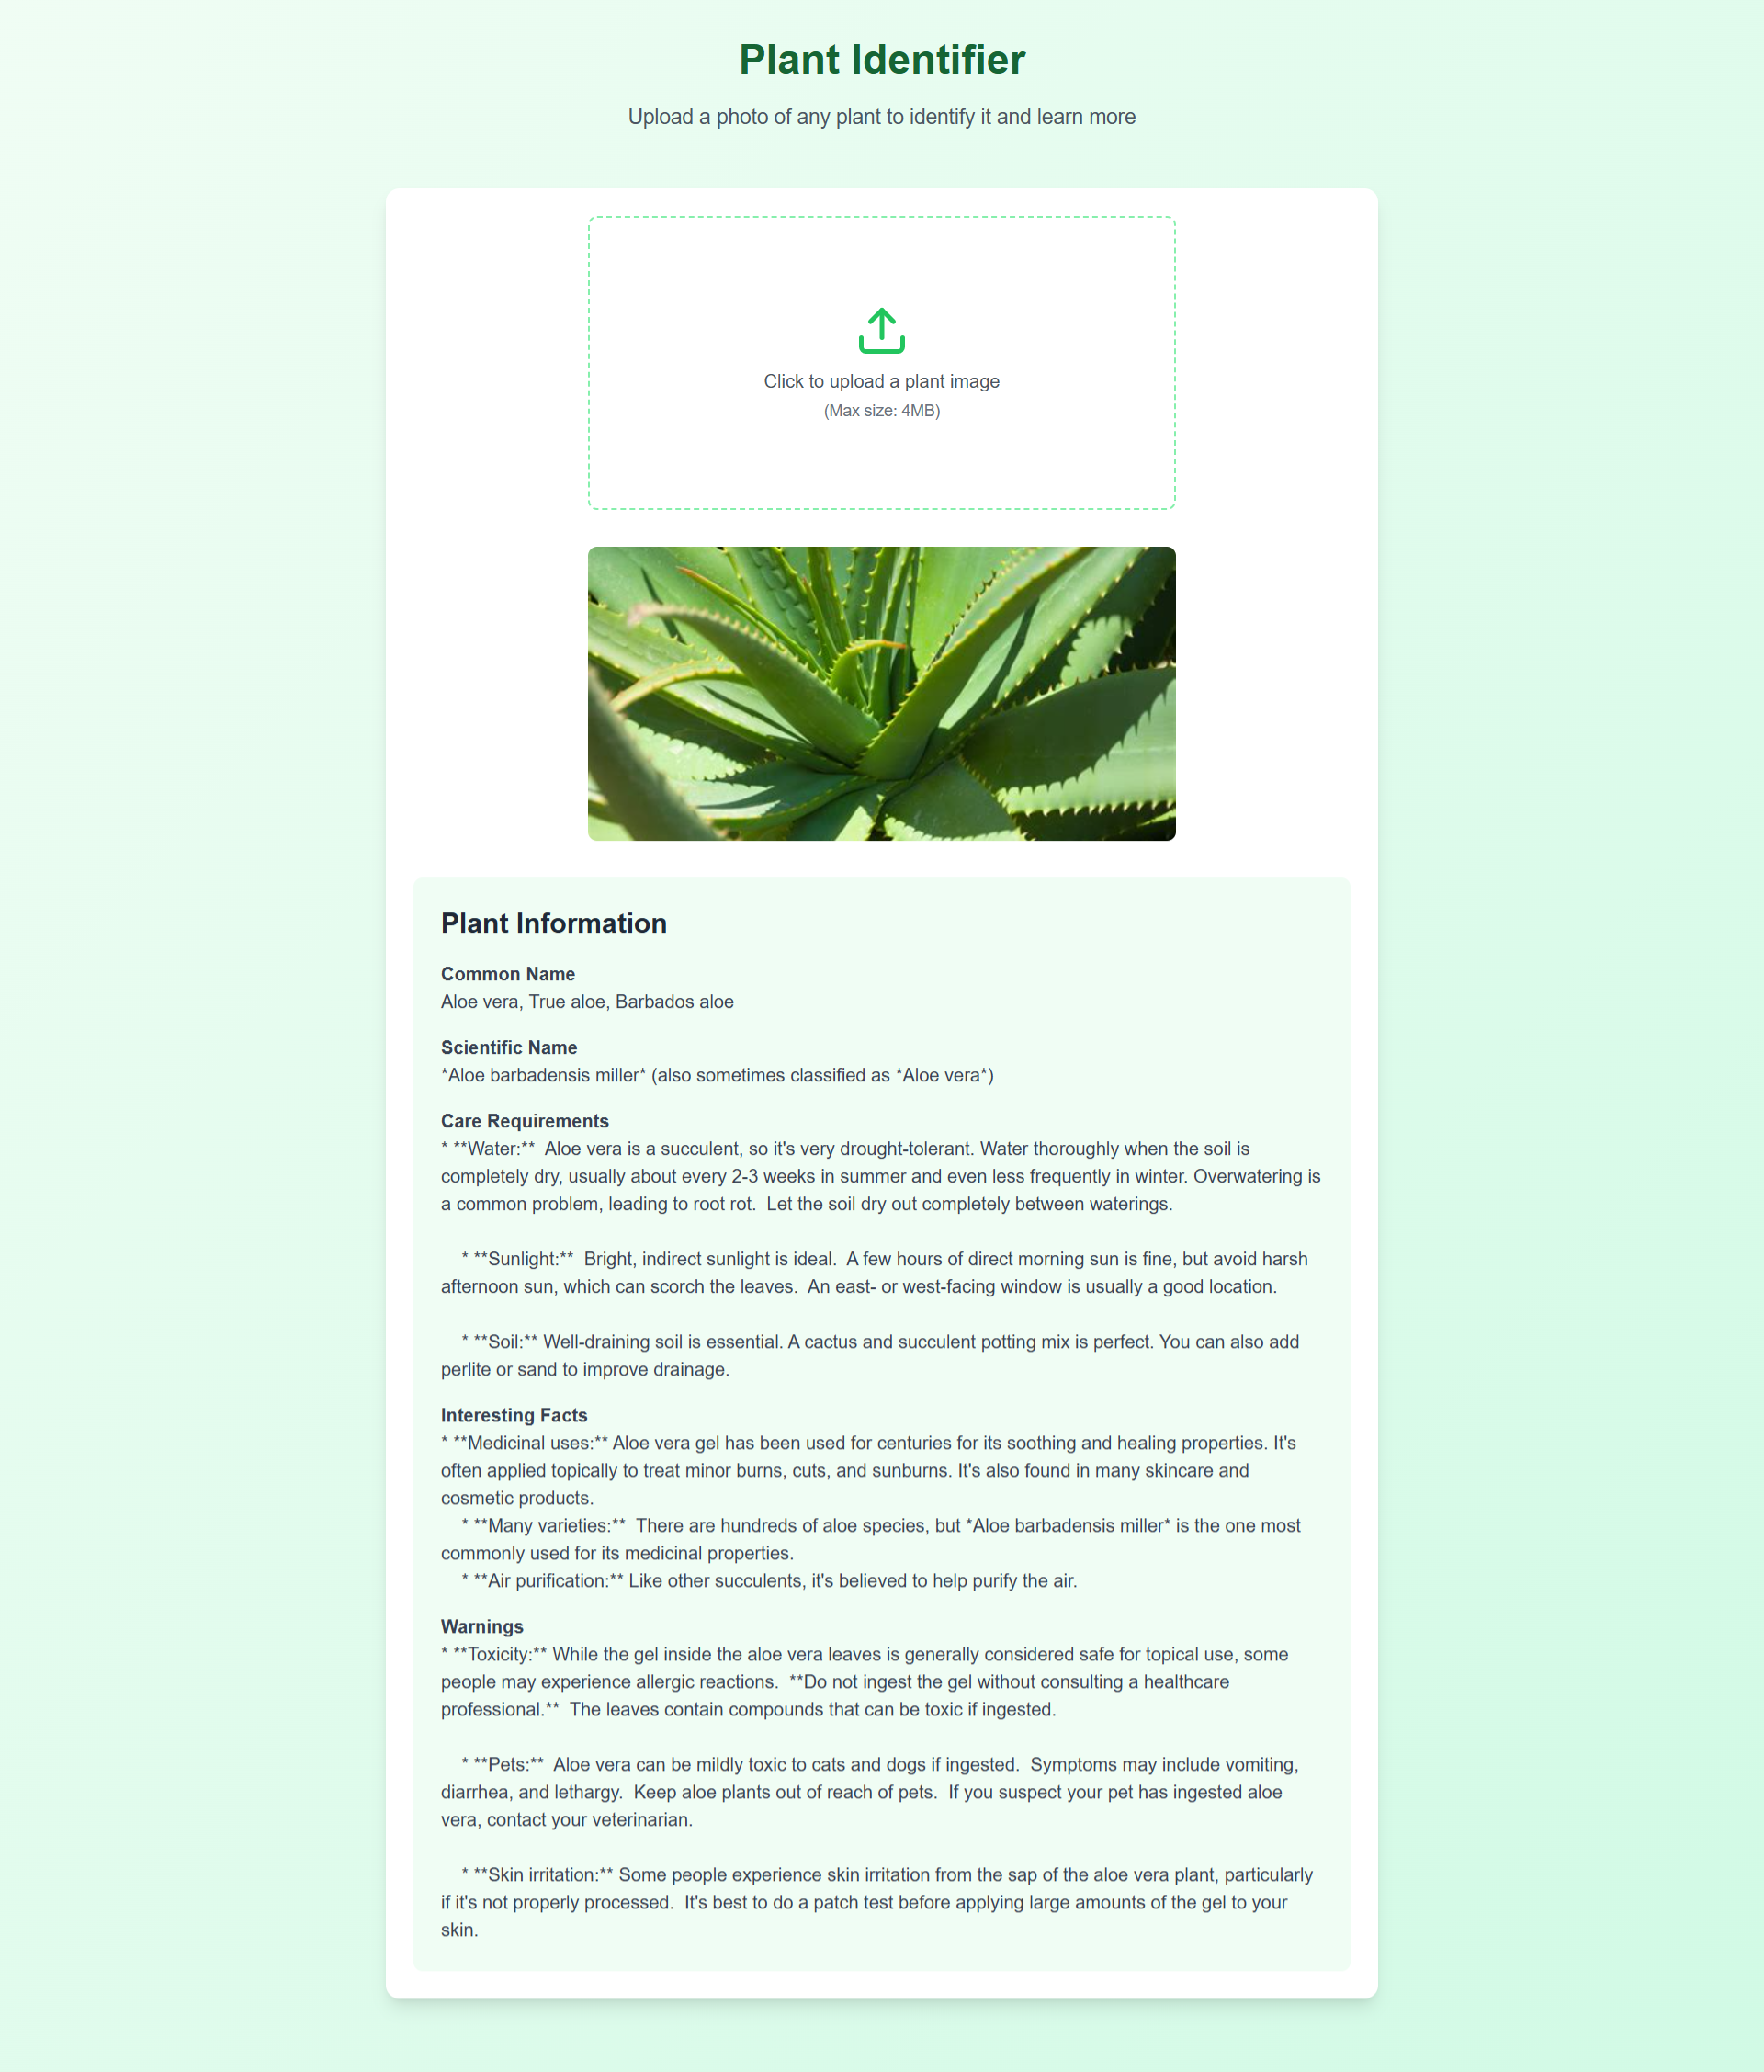 Plant Identifier
Upload a photo of any plant to identify it and learn more
Click to upload a plant image
(Max size: 4MB)
Plant Information
Common Name
Aloe vera, True aloe, Barbados aloe
Scientific Name
*Aloe barbadensis miller* (also sometimes classified as *Aloe vera*)
Care Requirements
* **Water:**  Aloe vera is a succulent, so it's very drought-tolerant. Water thoroughly when the soil is
completely dry, usually about every 2-3 weeks in summer and even less frequently in winter. Overwatering is
a common problem, leading to root rot.  Let the soil dry out completely between waterings.
* **Sunlight:**  Bright, indirect sunlight is ideal.  A few hours of direct morning sun is fine, but avoid harsh
afternoon sun, which can scorch the leaves.  An east- or west-facing window is usually a good location.
* **Soil:** Well-draining soil is essential. A cactus and succulent potting mix is perfect. You can also add
perlite or sand to improve drainage.
Interesting Facts
* **Medicinal uses:** Aloe vera gel has been used for centuries for its soothing and healing properties. It's
often applied topically to treat minor burns, cuts, and sunburns. It's also found in many skincare and
cosmetic products.
* **Many varieties:**  There are hundreds of aloe species, but *Aloe barbadensis miller* is the one most
commonly used for its medicinal properties.
* **Air purification:** Like other succulents, it's believed to help purify the air.
Warnings
* **Toxicity:** While the gel inside the aloe vera leaves is generally considered safe for topical use, some
people may experience allergic reactions.  **Do not ingest the gel without consulting a healthcare
professional.**  The leaves contain compounds that can be toxic if ingested.
* **Pets:**  Aloe vera can be mildly toxic to cats and dogs if ingested.  Symptoms may include vomiting,
diarrhea, and lethargy.  Keep aloe plants out of reach of pets.  If you suspect your pet has ingested aloe
vera, contact your veterinarian.
* **Skin irritation:** Some people experience skin irritation from the sap of the aloe vera plant, particularly
if it's not properly processed.  It's best to do a patch test before applying large amounts of the gel to your
skin.